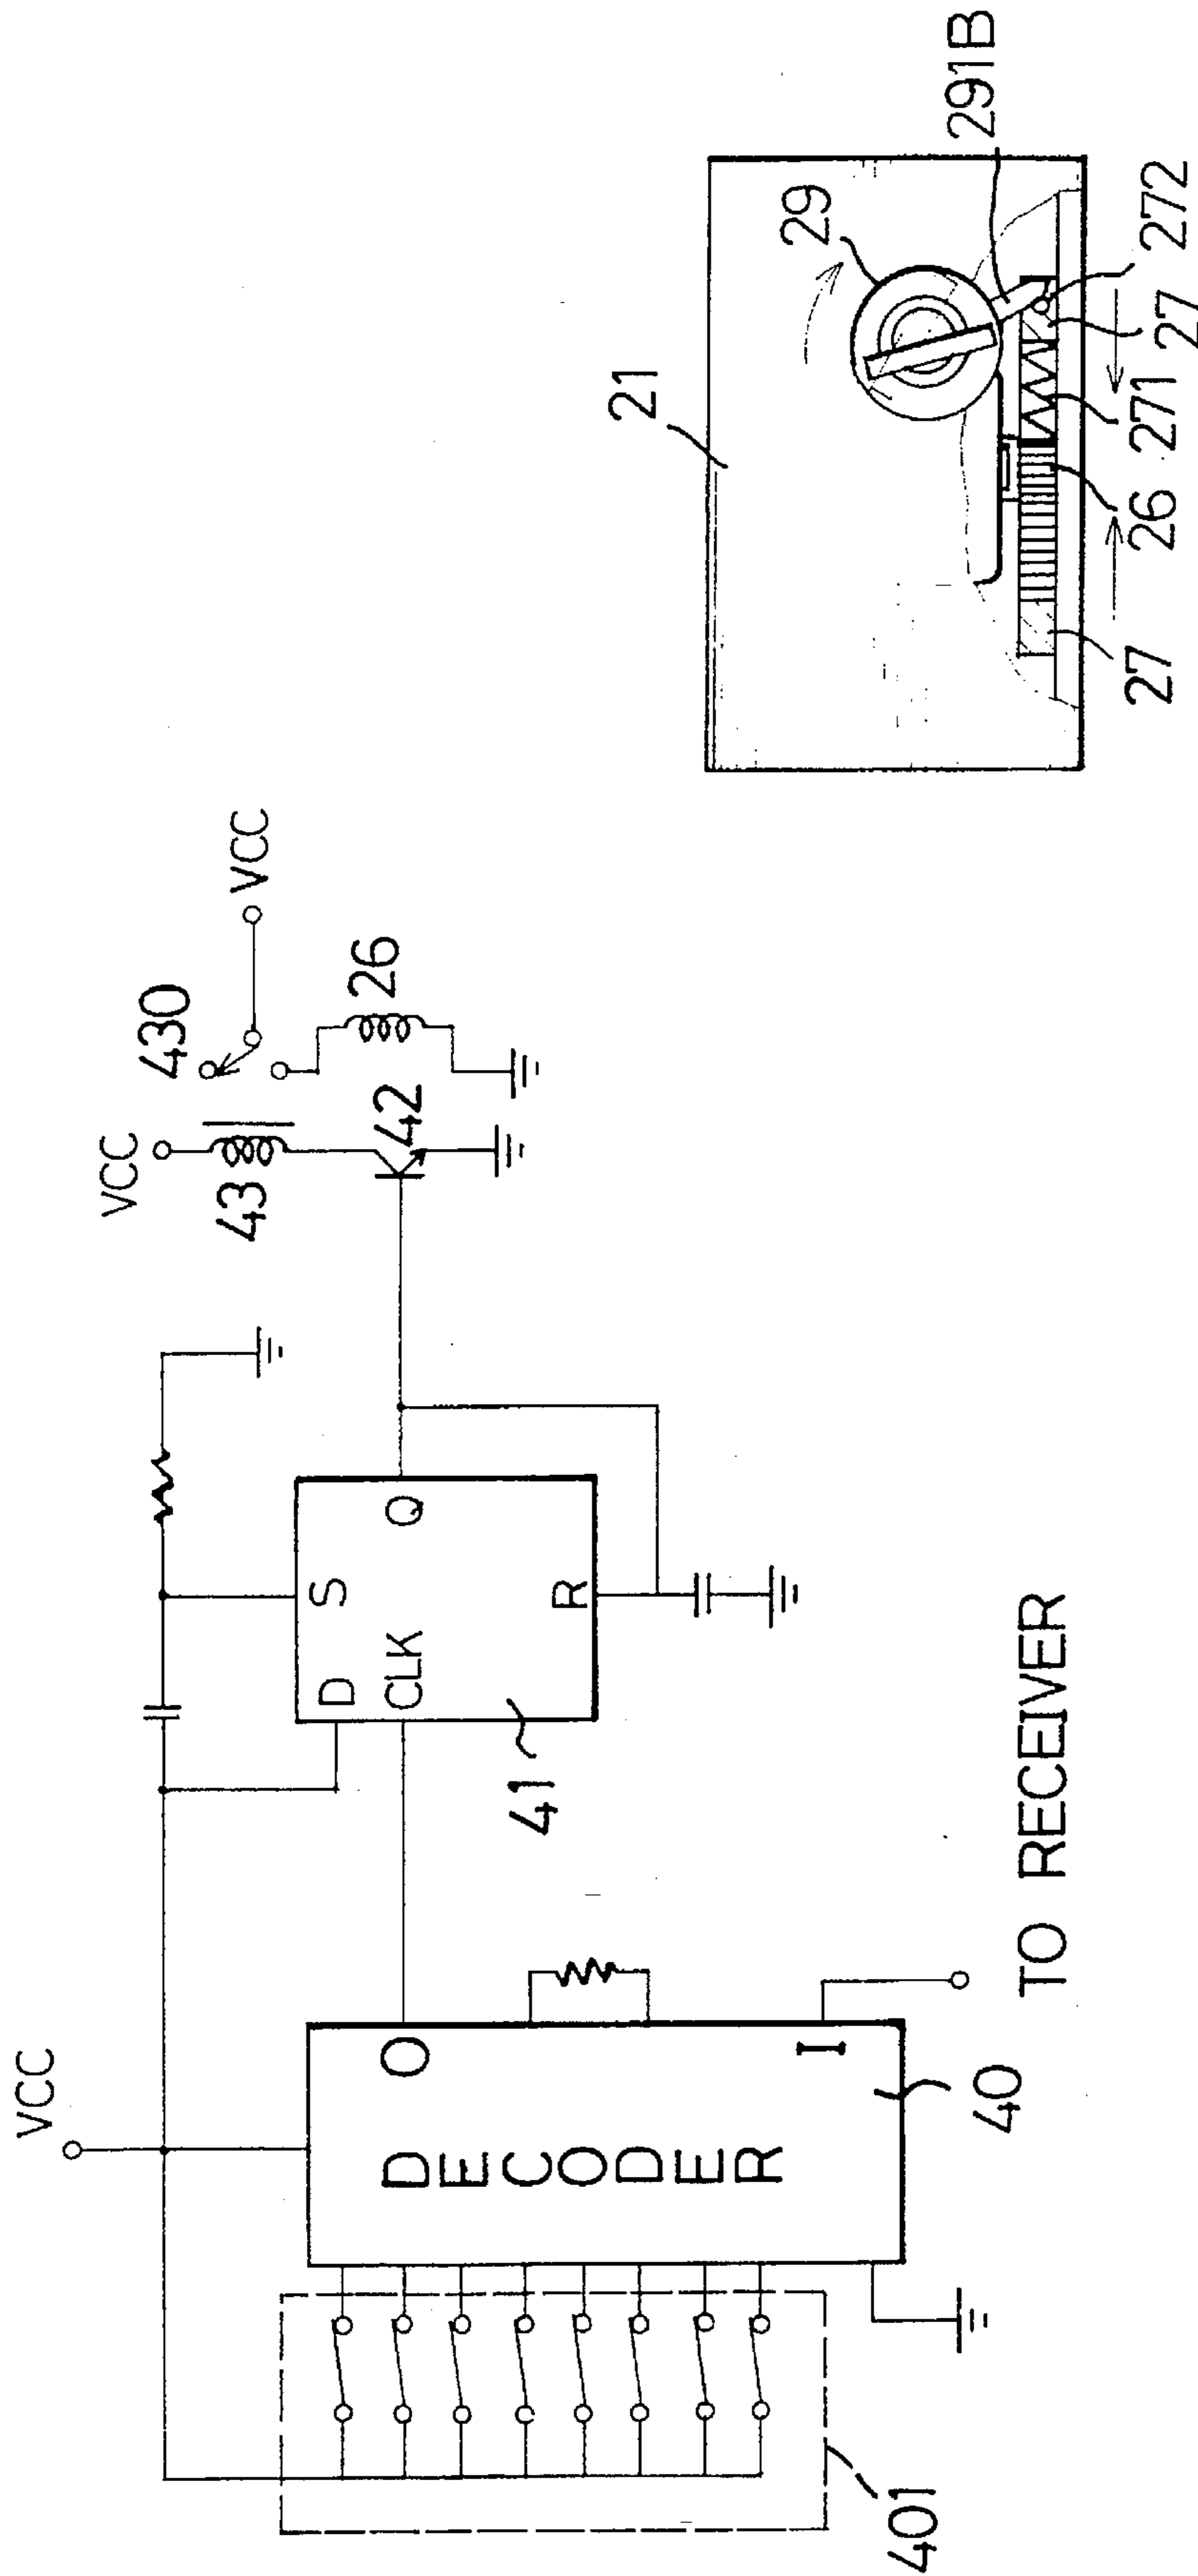 VCC
401
DECODER
O
I
40
TO RECEIVER
D
S
CLK
Q
R
41
VCC
43
42
430
26
VCC
21
29
291B
27
26
271
27
272